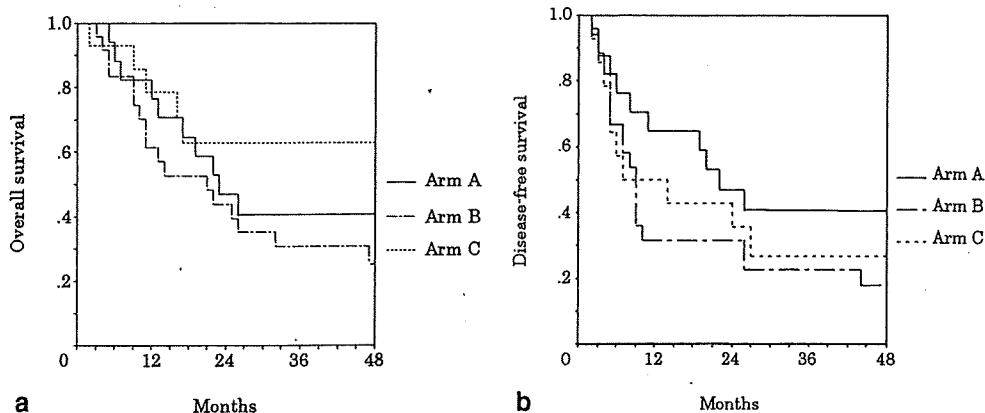 Overall survival
1.0
.8
.6
.4
.2
0
12
24
36
48
Months
Arm A
Arm B
Arm C
a
Disease-free survival
1.0
.8
.6
.4
.2
0
12
24
36
48
Months
Arm A
Arm B
Arm C
b